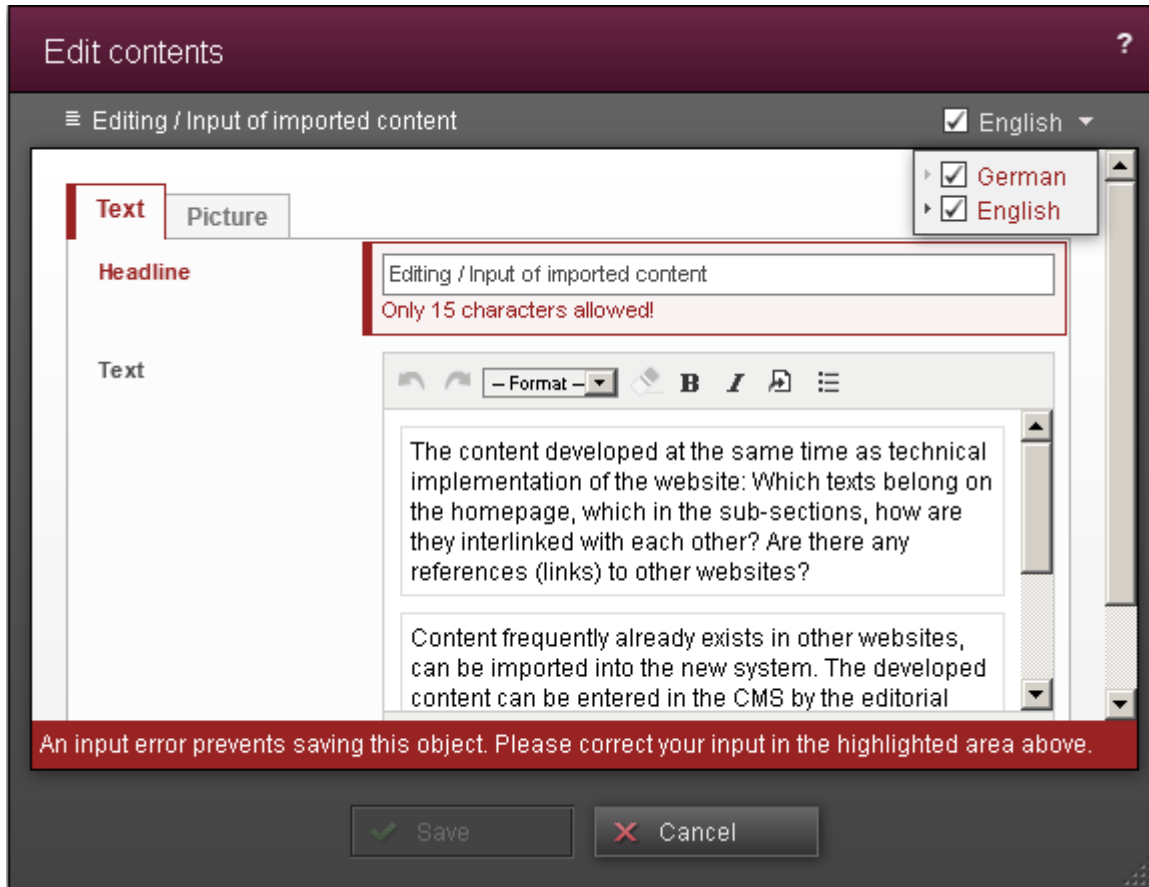 Edit contents
?
Editing / Input of imported content
English
German
English
Text
Picture
Headline
Editing / Input of imported content
Only 15 characters allowed!
Text
– Format –
B
I
The content developed at the same time as technical
implementation of the website: Which texts belong on
the homepage, which in the sub-sections, how are
they interlinked with each other? Are there any
references (links) to other websites?
Content frequently already exists in other websites,
can be imported into the new system. The developed
content can be entered in the CMS by the editorial
An input error prevents saving this object. Please correct your input in the highlighted area above.
Save
Cancel